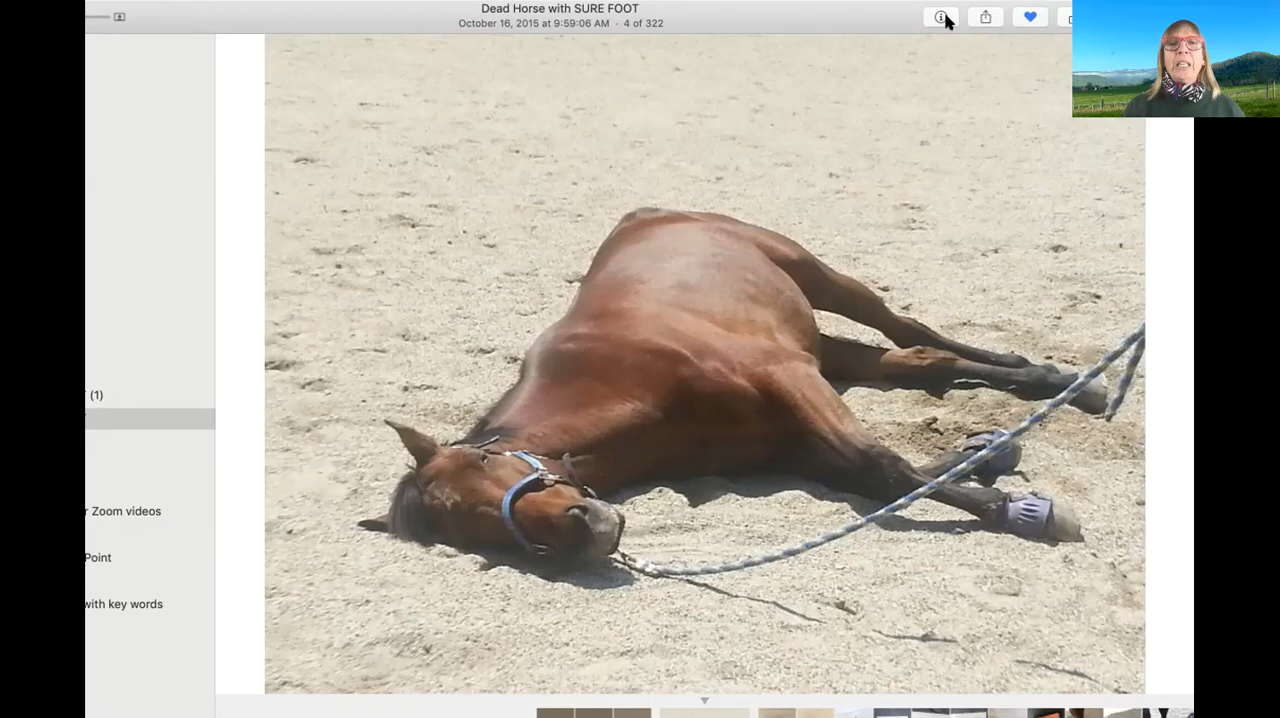 Dead Horse with SURE FOOT
October 16, 2015 at 9:59:06 AM · 4 of 322
(1)
r Zoom videos
Point
with key words